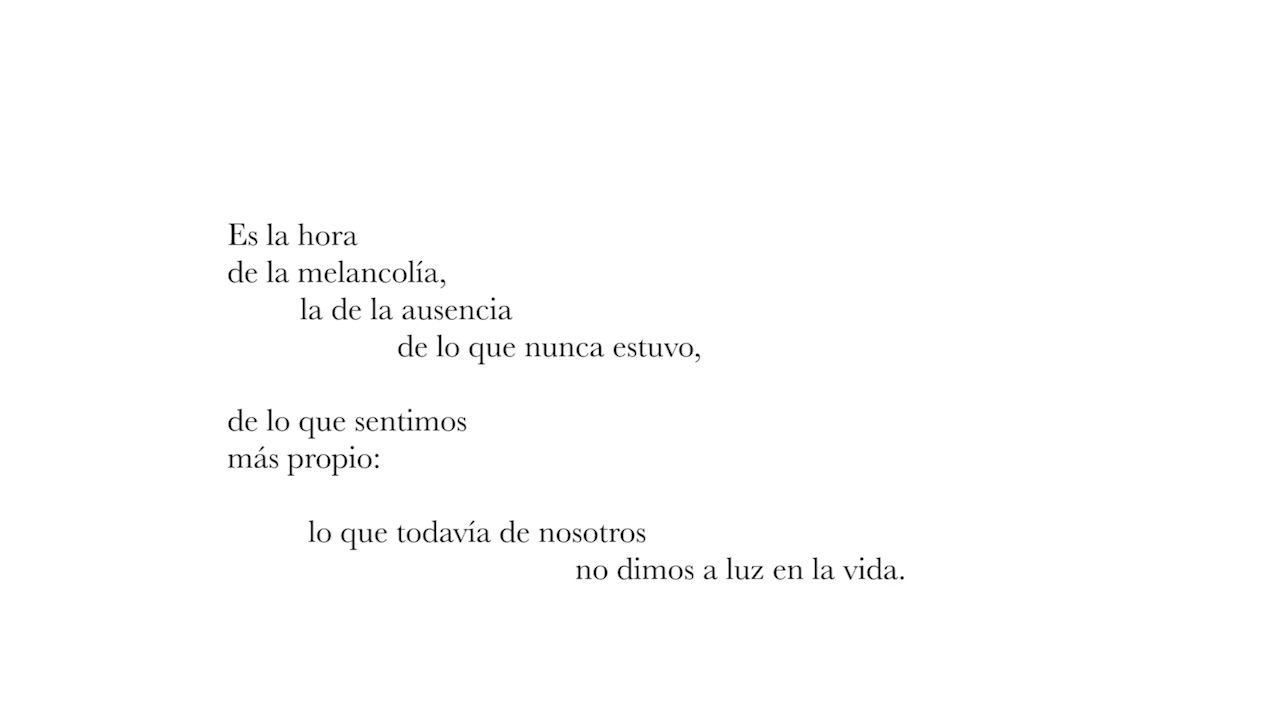 Es la hora
de la melancolía,
la de la ausencia
de lo que nunca estuvo,
de lo que sentimos
más propio:
lo que todavía de nosotros
no dimos a luz en la vida.